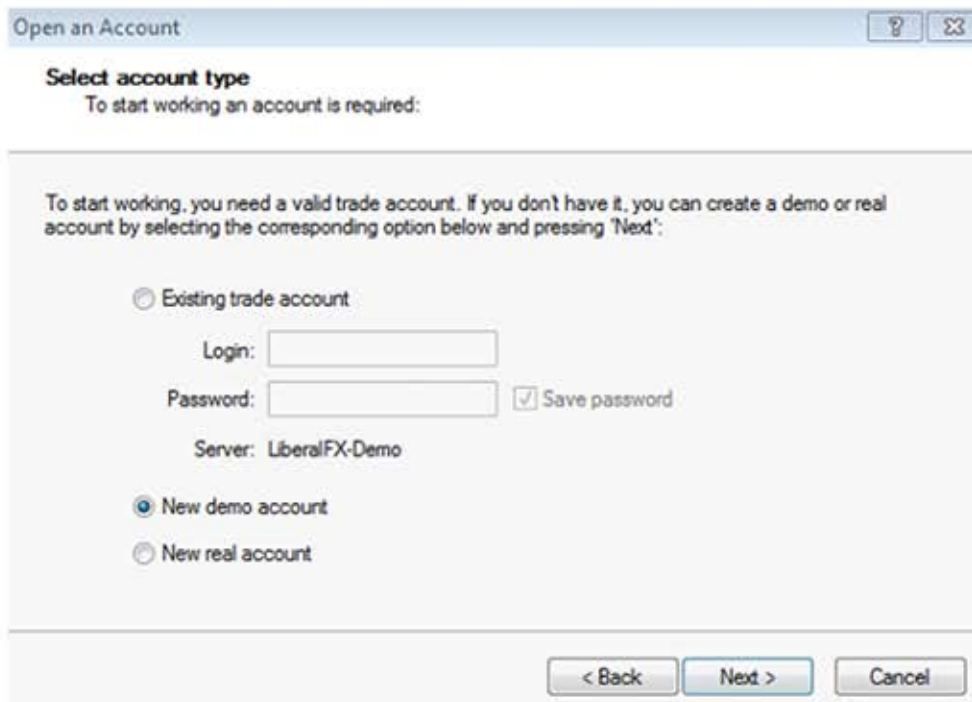 Open an Account
Select account type
To start working an account is required:
To start working, you need a valid trade account. If you don't have it, you can create a demo or real
account by selecting the corresponding option below and pressing 'Next':
Existing trade account
Login:
Password:
Save password
Server: LiberalFX-Demo
New demo account
New real account
< Back Next > Cancel